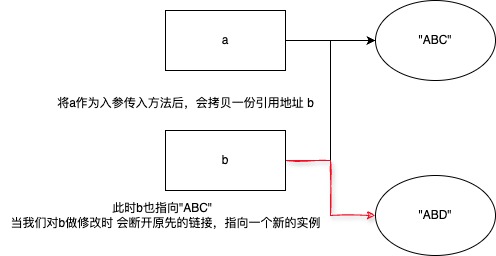 a
"ABC"
将a作为入参传入方法后，会拷贝一份引用地址 b
b
此时b也指向"ABC"
当我们对b做修改时 会断开原先的链接，指向一个新的实例
"ABD"